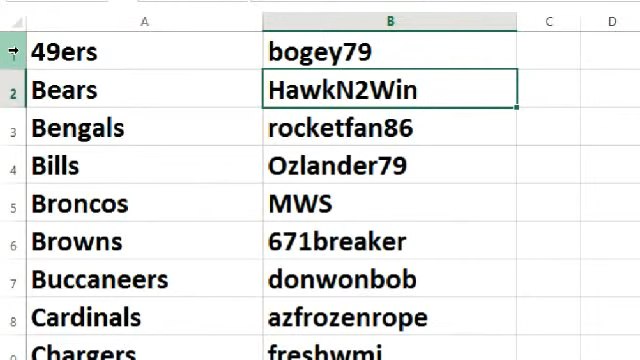 A B C D
1 49ers bogey79
2 Bears HawkN2Win
3 Bengals rocketfan86
4 Bills Ozlander79
5 Broncos MWS
6 Browns 671breaker
7 Buccaneers donwonbob
8 Cardinals azfrozenrope
9 Chargers freshwmj